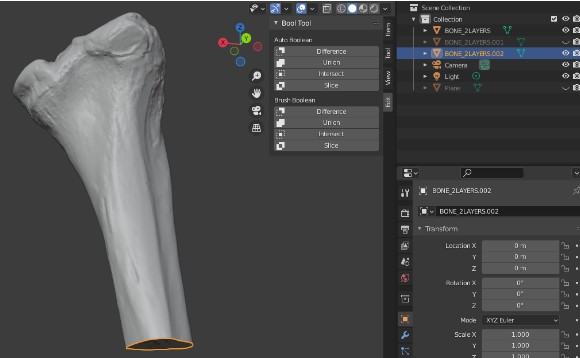 Scene Collection
Collection
BONE_2LAYERS
BONE_2LAYERS.001
BONE_2LAYERS.002
Camera
Light
Plane
Bool Tool
Auto Boolean
Difference
Union
Intersect
Slice
Brush Boolean
Difference
Union
Intersect
Slice
Item
Tool
View
Edit
X
Y
Z
BONE_2LAYERS.002
BONE_2LAYERS.002
Transform
Location X 0 m
Y 0 m
Z 0 m
Rotation X 0°
Y 0°
Z 0°
Mode XYZ Euler
Scale X 1.000
Y 1.000
Z 1.000